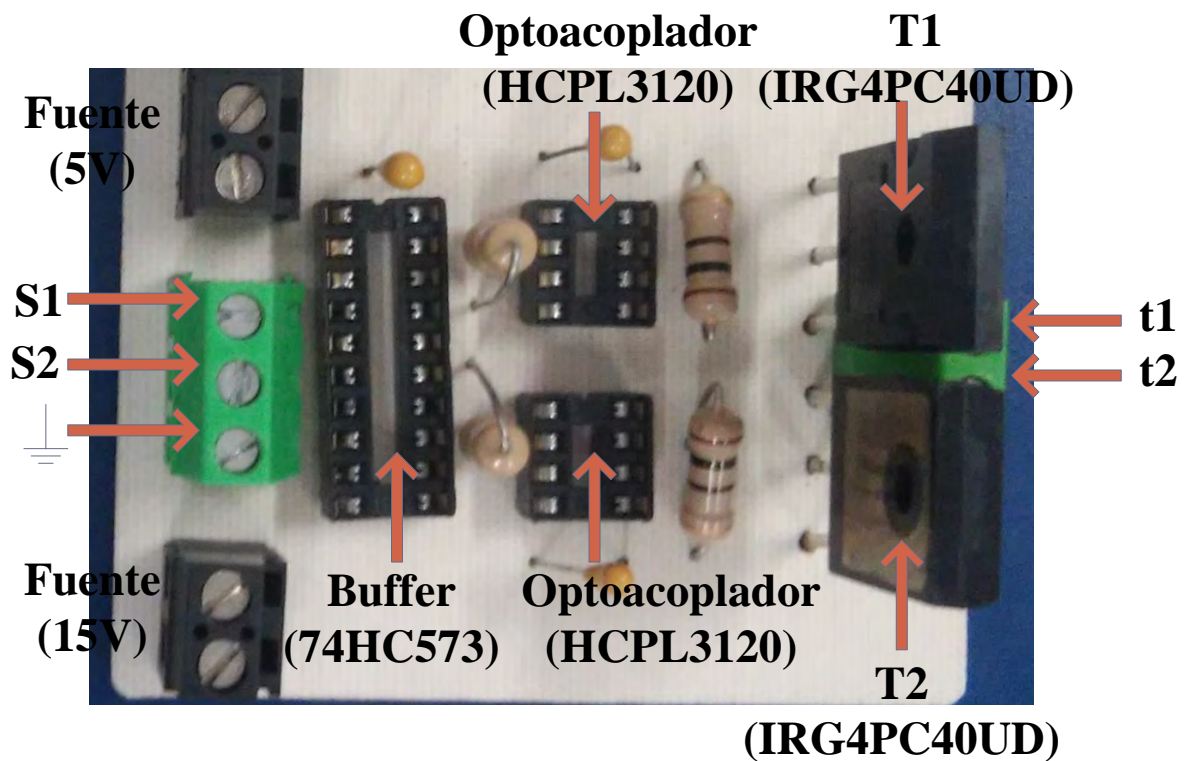 Optoacoplador
(HCPL3120)
T1
(IRG4PC40UD)
Fuente
(5V)
S1
S2
t1
t2
Fuente
(15V)
Buffer
(74HC573)
Optoacoplador
(HCPL3120)
T2
(IRG4PC40UD)